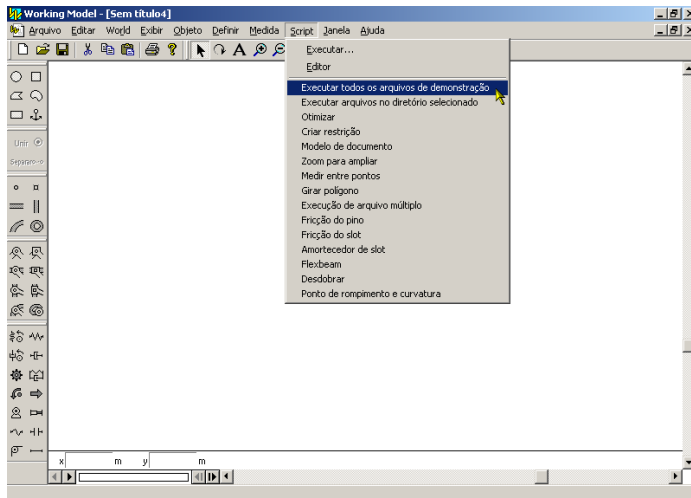 Working Model - [Sem título4]
Arquivo Editar World Exibir Objeto Definir Medida Script Janela Ajuda
Executar...
Editor
Executar todos os arquivos de demonstração
Executar arquivos no diretório selecionado
Otimizar
Criar restrição
Modelo de documento
Zoom para ampliar
Medir entre pontos
Girar polígono
Execução de arquivo múltiplo
Fricção do pino
Fricção do slot
Amortecedor de slot
Flexbeam
Desdobrar
Ponto de rompimento e curvatura
Unir
Separaro
x m y m